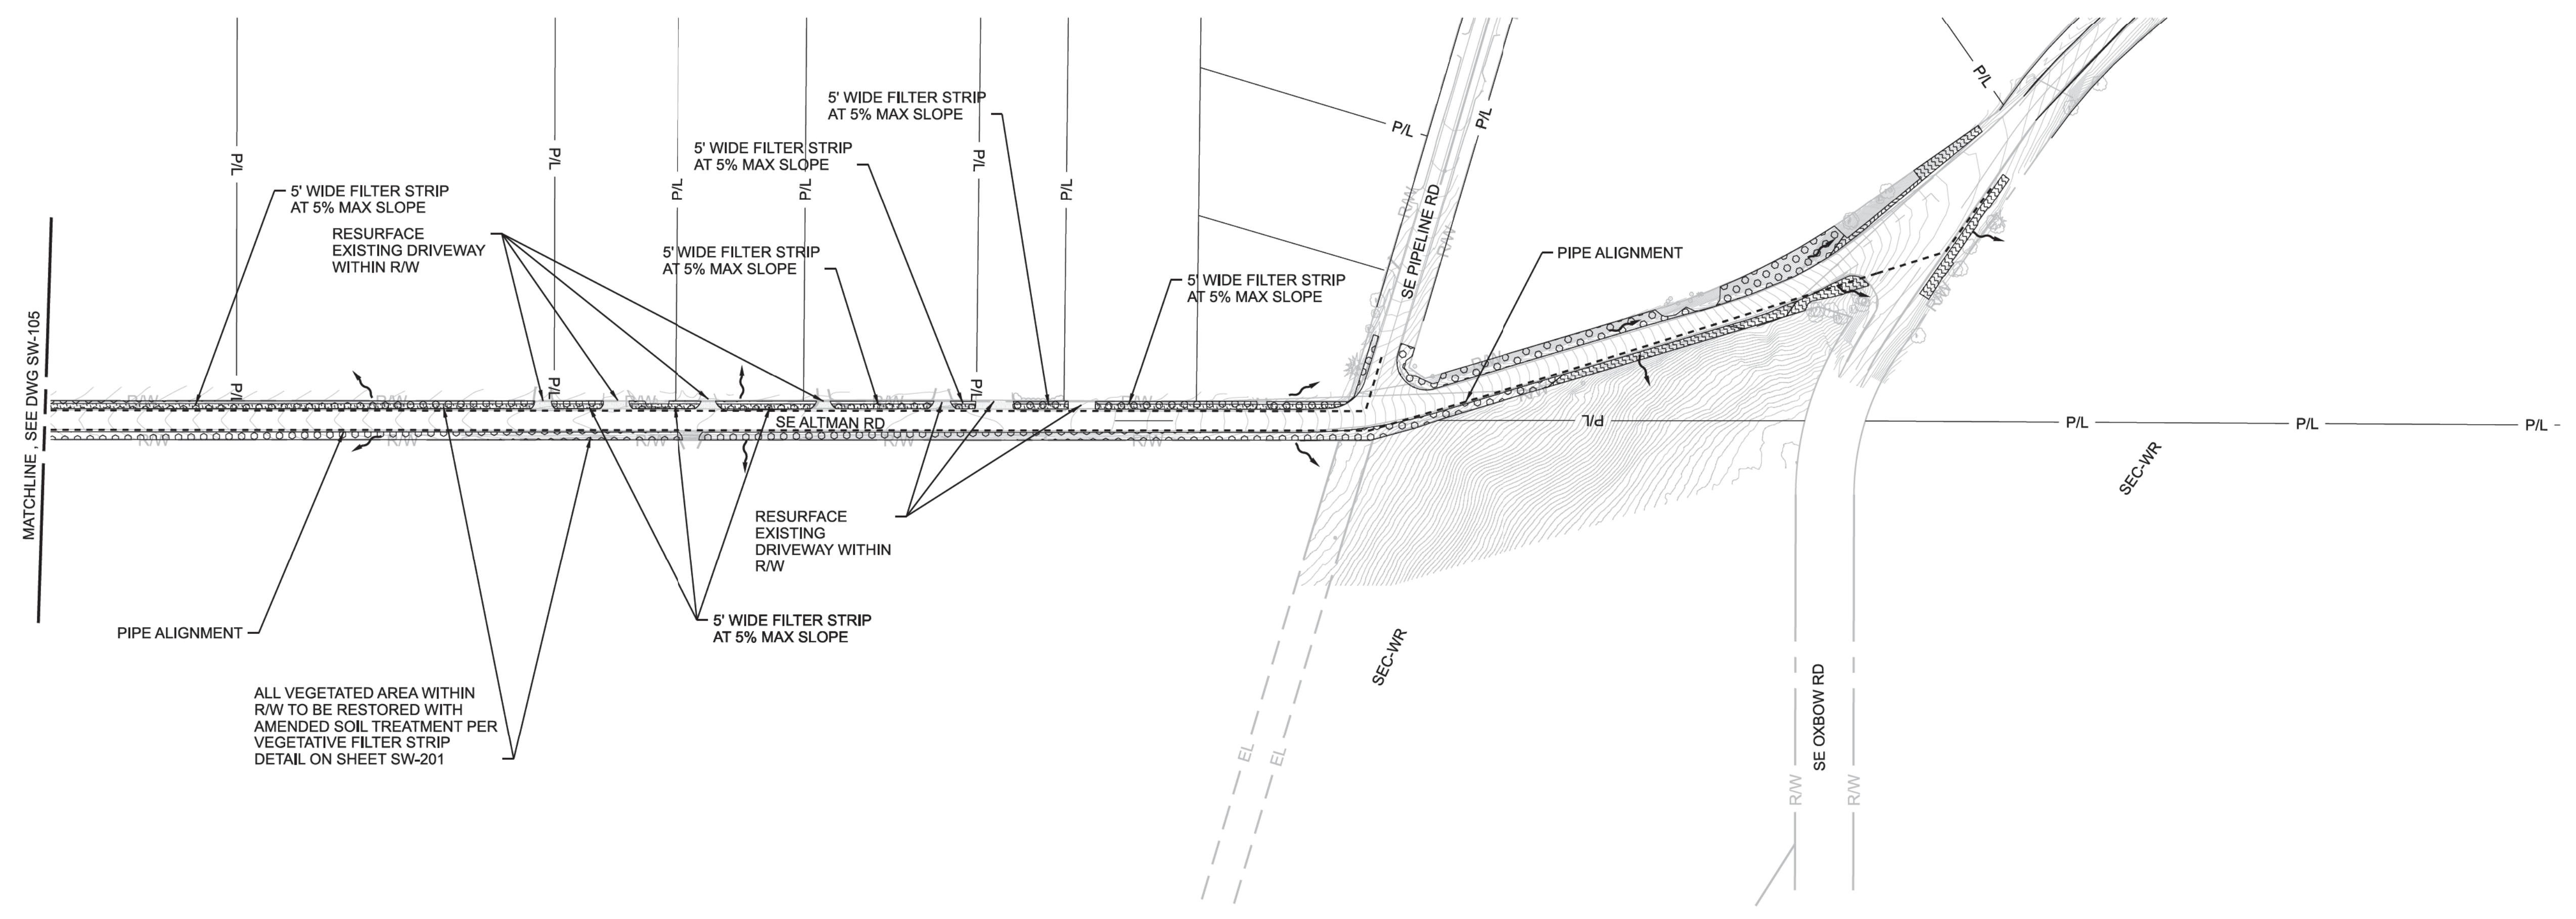 5' WIDE FILTER STRIP
AT 5% MAX SLOPE
5' WIDE FILTER STRIP
AT 5% MAX SLOPE
5' WIDE FILTER STRIP
AT 5% MAX SLOPE
RESURFACE
EXISTING DRIVEWAY
WITHIN R/W
5' WIDE FILTER STRIP
AT 5% MAX SLOPE
5' WIDE FILTER STRIP
AT 5% MAX SLOPE
PIPE ALIGNMENT
P/L
P/L
P/L
P/L
P/L
P/L
P/L
P/L
P/L
P/L
P/L
P/L
R/W
R/W
SE PIPELINE RD
R/W
R/W
R/W
R/W
R/W
R/W
R/W
R/W
R/W
R/W
R/W
SE ALTMAN RD
MATCHLINE , SEE DWG SW-105
P/L
P/L
P/L
P/L
SEC-WR
RESURFACE
EXISTING
DRIVEWAY WITHIN
R/W
5' WIDE FILTER STRIP
AT 5% MAX SLOPE
PIPE ALIGNMENT
SEC-WR
ALL VEGETATED AREA WITHIN
R/W TO BE RESTORED WITH
AMENDED SOIL TREATMENT PER
VEGETATIVE FILTER STRIP
DETAIL ON SHEET SW-201
EL
EL
SE OXBOW RD
R/W
R/W